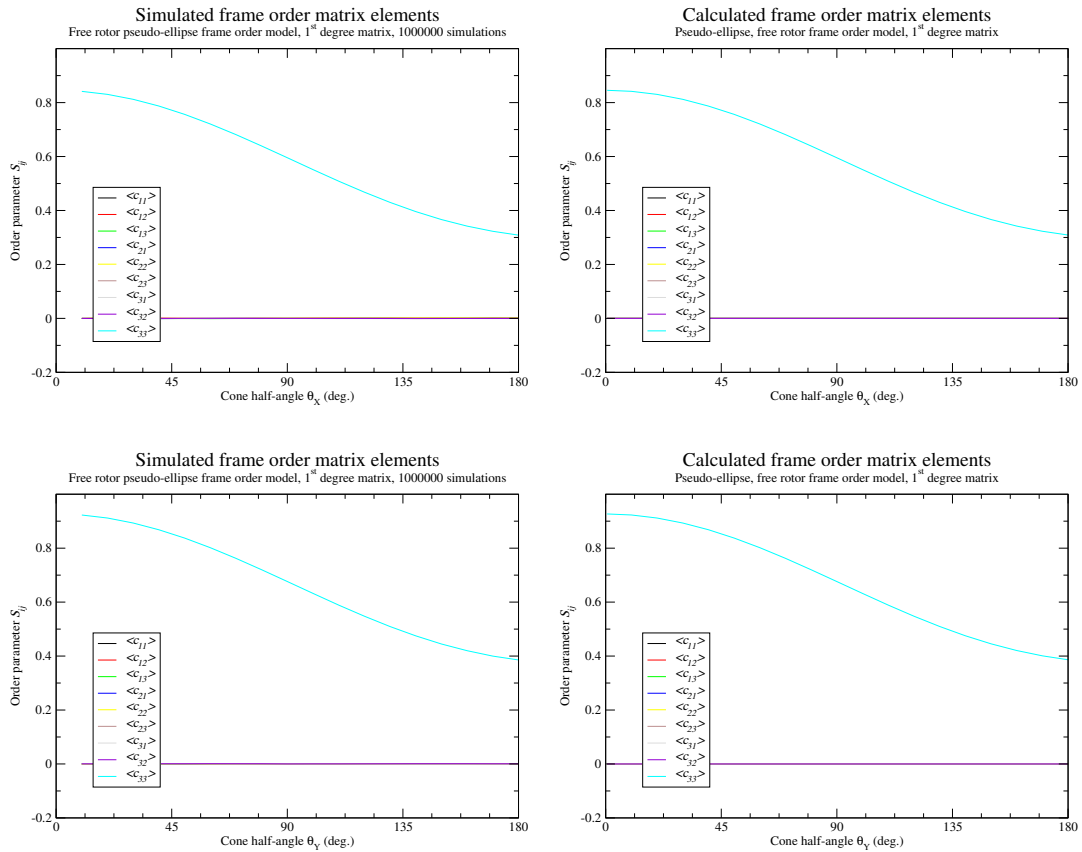 Simulated frame order matrix elements
Free rotor pseudo-ellipse frame order model, 1st degree matrix, 1000000 simulations
Order parameter Sij
0.8
0.6
0.4
0.2
0
-0.2
<c11>
<c12>
<c13>
<c21>
<c22>
<c23>
<c31>
<c32>
<c33>
0 45 90 135 180
Cone half-angle θX (deg.)
Calculated frame order matrix elements
Pseudo-ellipse, free rotor frame order model, 1st degree matrix
Order parameter Sij
0.8
0.6
0.4
0.2
0
-0.2
<c11>
<c12>
<c13>
<c21>
<c22>
<c23>
<c31>
<c32>
<c33>
0 45 90 135 180
Cone half-angle θX (deg.)
Simulated frame order matrix elements
Free rotor pseudo-ellipse frame order model, 1st degree matrix, 1000000 simulations
Order parameter Sij
0.8
0.6
0.4
0.2
0
-0.2
<c11>
<c12>
<c13>
<c21>
<c22>
<c23>
<c31>
<c32>
<c33>
0 45 90 135 180
Cone half-angle θY (deg.)
Calculated frame order matrix elements
Pseudo-ellipse, free rotor frame order model, 1st degree matrix
Order parameter Sij
0.8
0.6
0.4
0.2
0
-0.2
<c11>
<c12>
<c13>
<c21>
<c22>
<c23>
<c31>
<c32>
<c33>
0 45 90 135 180
Cone half-angle θY (deg.)